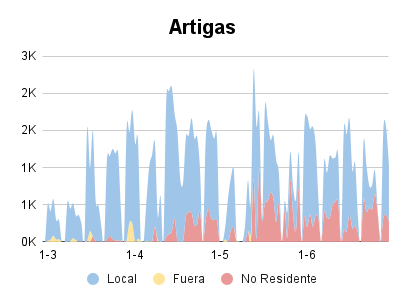 Artigas
3K
2K
2K
1K
1K
0K
1-3
1-4
1-5
1-6
Local
Fuera
No Residente